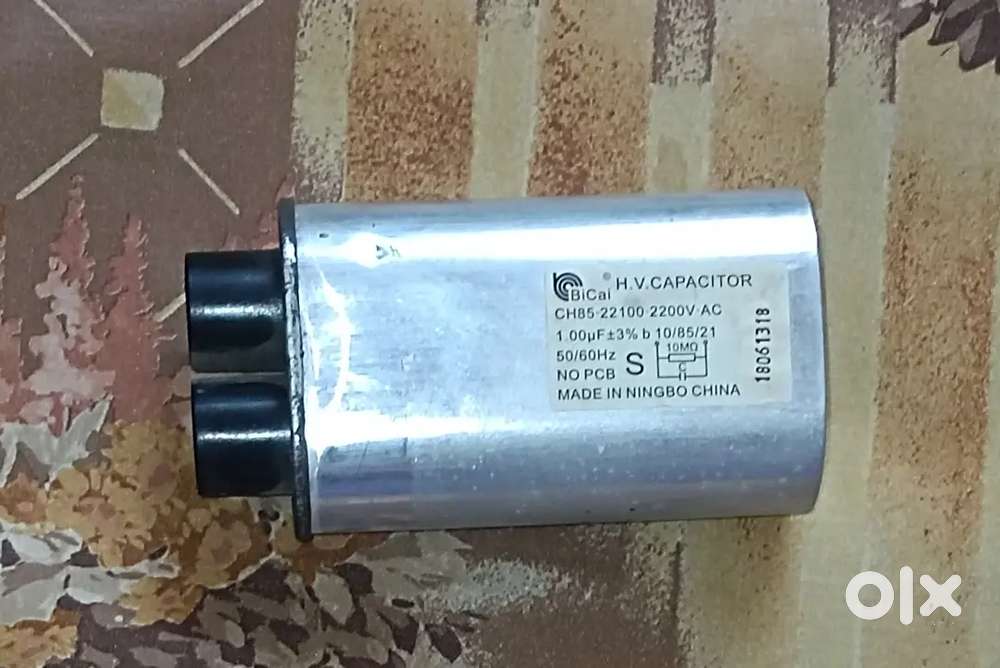 BiCai ® H.V.CAPACITOR
CH85-22100-2200V AC
1.00µF±3% b 10/85/21
50/60Hz S 10MΩ
C
NO PCB
MADE IN NINGBO CHINA
18061318
olx